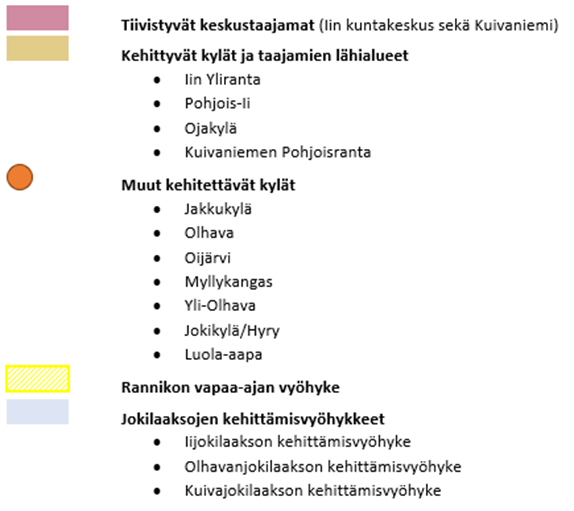 Tiivistyvät keskustaajamat (Iin kuntakeskus sekä Kuivaniemi)
Kehittyvät kylät ja taajamien lähialueet
• Iin Yliranta
• Pohjois-Ii
• Ojakylä
• Kuivaniemen Pohjoisranta
Muut kehitettävät kylät
• Jakkukylä
• Olhava
• Oijärvi
• Myllykangas
• Yli-Olhava
• Jokikylä/Hyry
• Luola-aapa
Rannikon vapaa-ajan vyöhyke
Jokilaaksojen kehittämisvyöhykkeet
• Iijokilaakson kehittämisvyöhyke
• Olhavanjokilaakson kehittämisvyöhyke
• Kuivajokilaakson kehittämisvyöhyke